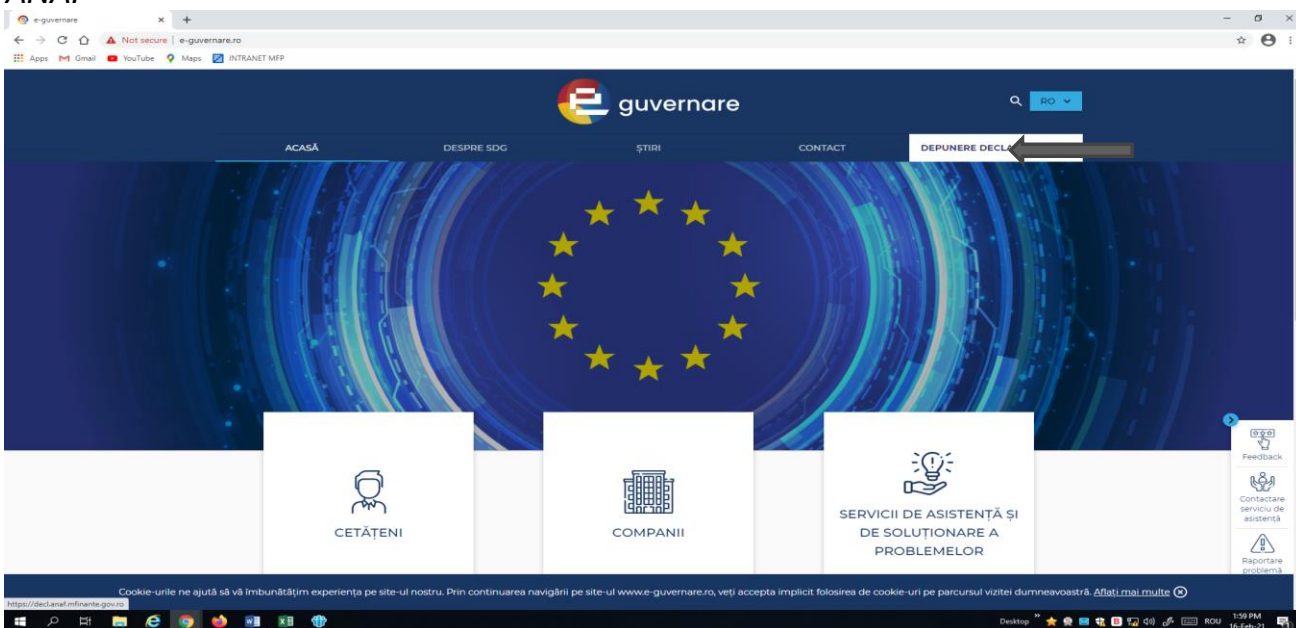 e-guvernare
Not secure | e-guvernare.ro
Apps Gmail YouTube Maps INTRANET MFP
guvernare
RO
ACASĂ DESPRE SDG ȘTIRI CONTACT DEPUNERE
CETĂȚENI
COMPANII
SERVICII DE ASISTENȚĂ ȘI
DE SOLUȚIONARE A
PROBLEMELOR
Feedback
Contactare
serviciu de
asistență
Raportare
problemă
Cookie-urile ne ajută să vă îmbunătățim experiența pe site-ul nostru. Prin continuarea navigării pe site-ul www.e-guvernare.ro, veți accepta implicit folosirea de cookie-uri pe parcursul vizitei dumneavoastră. Aflați mai multe
https://decl.anaf.mfinante.gov.ro
Desktop ROU 1:59 PM
16-Feb-21